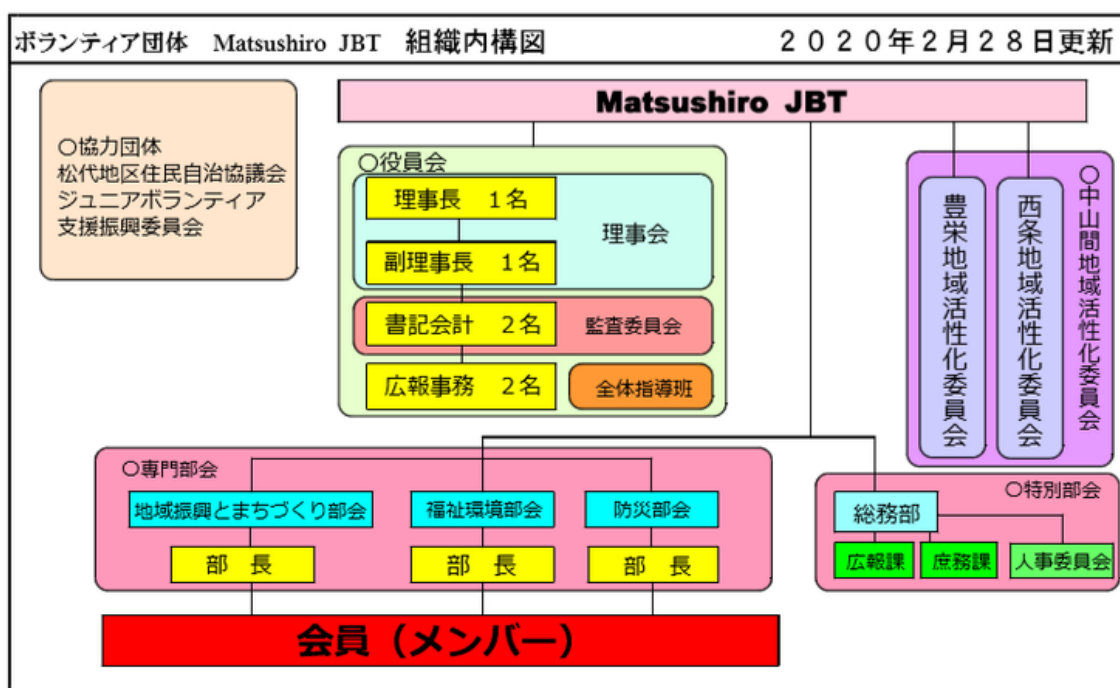 ボランティア団体 Matsushiro JBT 組織内構図
２０２０年２月２８日更新
Matsushiro JBT
○協力団体
松代地区住民自治協議会
ジュニアボランティア
支援振興委員会
○役員会
理事長 1名
副理事長 1名
理事会
書記会計 2名
監査委員会
広報事務 2名
全体指導班
○中山間地域活性化委員会
西条地域活性化委員会
豊栄地域活性化委員会
○専門部会
地域振興とまちづくり部会
福祉環境部会
防災部会
部 長
部 長
部 長
○特別部会
総務部
広報課
庶務課
人事委員会
会員（メンバー）